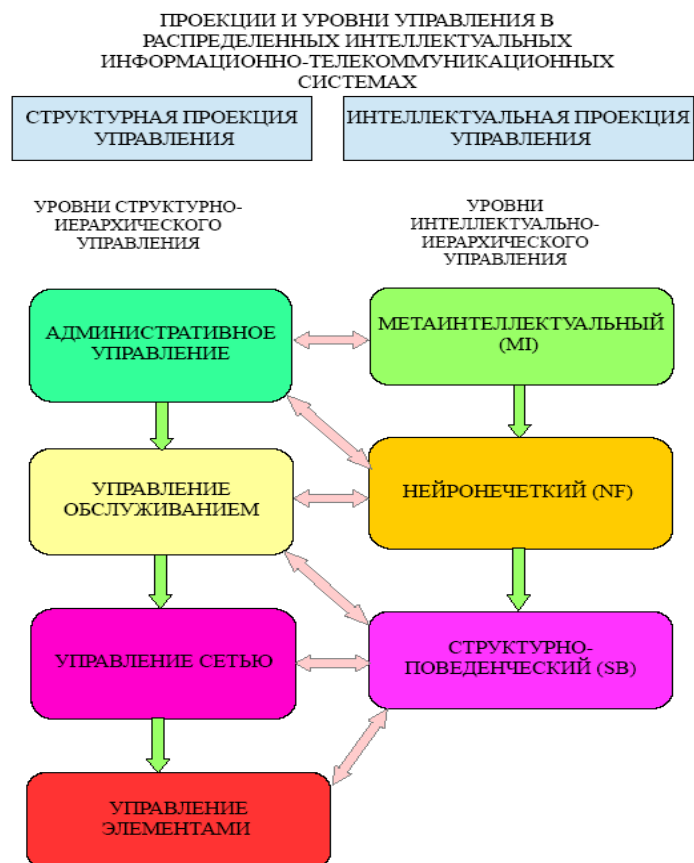 ПРОЕКЦИИ И УРОВНИ УПРАВЛЕНИЯ В
РАСПРЕДЕЛЕННЫХ ИНТЕЛЛЕКТУАЛЬНЫХ
ИНФОРМАЦИОННО-ТЕЛЕКОММУНИКАЦИОННЫХ
СИСТЕМАХ
СТРУКТУРНАЯ ПРОЕКЦИЯ
УПРАВЛЕНИЯ
ИНТЕЛЛЕКТУАЛЬНАЯ ПРОЕКЦИЯ
УПРАВЛЕНИЯ
УРОВНИ СТРУКТУРНО-
ИЕРАРХИЧЕСКОГО
УПРАВЛЕНИЯ
УРОВНИ
ИНТЕЛЛЕКТУАЛЬНО-
ИЕРАРХИЧЕСКОГО
УПРАВЛЕНИЯ
АДМИНИСТРАТИВНОЕ
УПРАВЛЕНИЕ
МЕТАИНТЕЛЛЕКТУАЛЬНЫЙ
(MI)
УПРАВЛЕНИЕ
ОБСЛУЖИВАНИЕМ
НЕЙРОНЕЧЕТКИЙ (NF)
УПРАВЛЕНИЕ СЕТЬЮ
СТРУКТУРНО-
ПОВЕДЕНЧЕСКИЙ (SB)
УПРАВЛЕНИЕ
ЭЛЕМЕНТАМИ